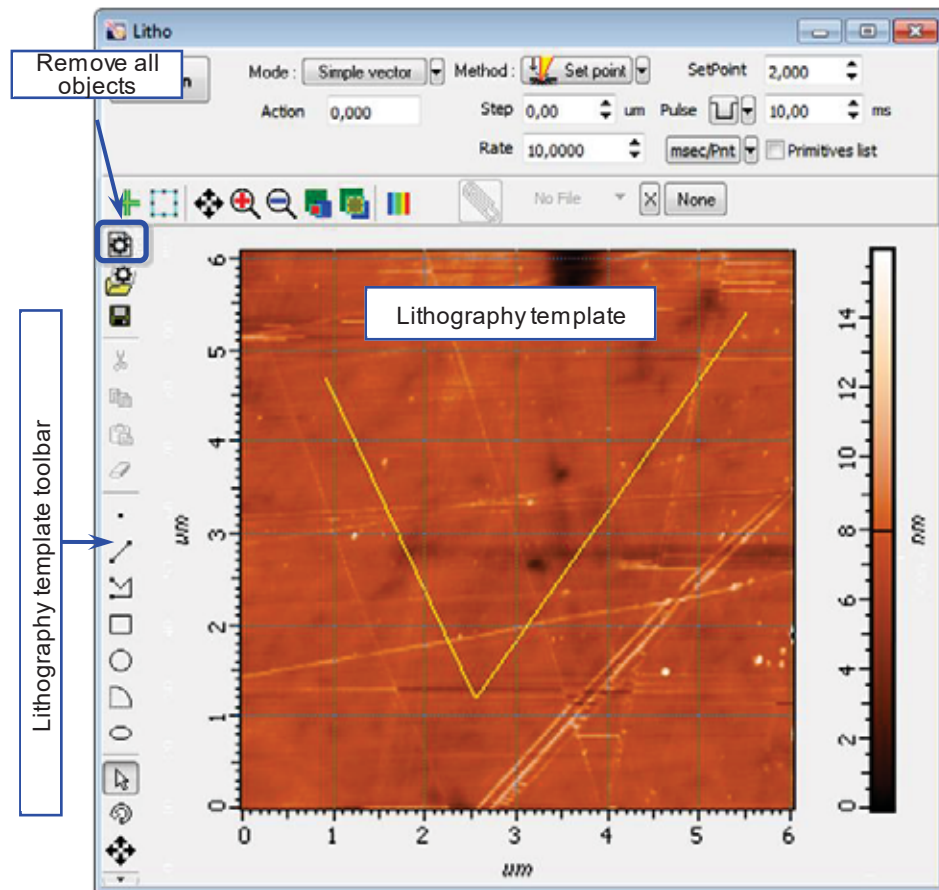 Litho
Remove all
objects
n
Mode : Simple vector Method : Set point SetPoint 2,000
Action 0,000 Step 0,00 um Pulse 10,00 ms
Rate 10,0000 msec/Pnt Primitives list
No File X None
Lithography template
Lithography template toolbar
6
5
4
3
2
1
0
um
0 1 2 3 4 5 6
um
14
12
10
8
6
4
2
0
nm